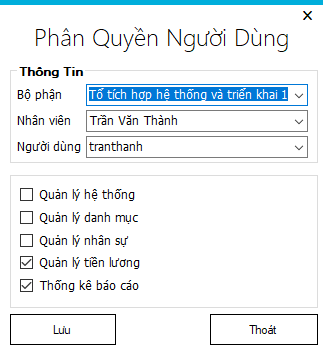 Phân Quyền Người Dùng
Thông Tin
Bộ phận Tổ tích hợp hệ thống và triển khai 1
Nhân viên Trần Văn Thành
Người dùng tranthanh
Quản lý hệ thống
Quản lý danh mục
Quản lý nhân sự
Quản lý tiền lương
Thống kê báo cáo
Lưu Thoát